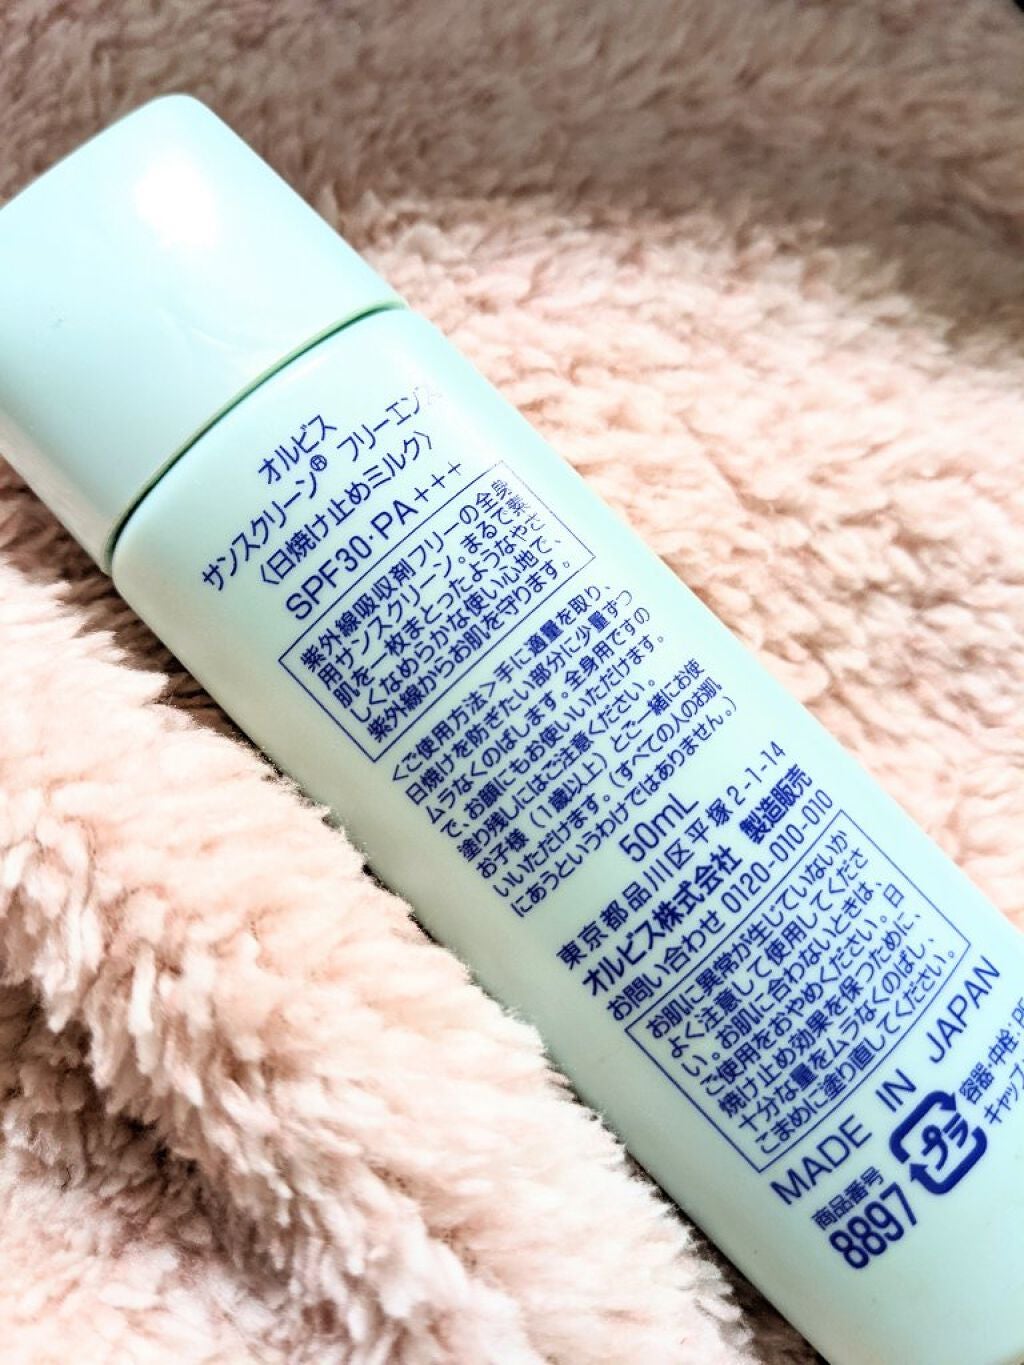 オルビス
サンスクリーン® フリーエンス
〈日焼け止めミルク〉
SPF30・PA+++
紫外線吸収剤フリーの全身
用サンスクリーン。まるで素
肌を一枚まとったようなやさ
しくなめらかな使い心地で、
紫外線からお肌を守ります。
<ご使用方法>手に適量を取り、
日焼けを防ぎたい部分に少量ずつ
ムラなくのばします。全身用ですの
で、お顔にもお使いいただけます。
塗り残しにはご注意ください。
お子様（1歳以上）とご一緒にお使
いいただけます。（すべての人のお肌
にあうというわけではありません。）
50mL
東京都品川区平塚2-1-14
オルビス株式会社 製造販売
お問い合わせ 0120-010-010
お肌に異常が生じていないか
よく注意して使用してくださ
い。お肌に合わないときは、
ご使用をおやめください。日
焼け止め効果を保つために、
十分な量をムラなくのばし、
こまめに塗り直してください。
MADE IN JAPAN
商品番号
8897
プラ
容器・中栓：
キャップ